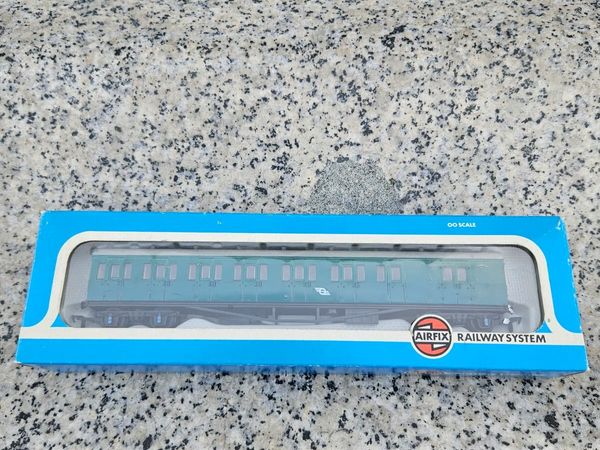 OO SCALE
AIRFIX
RAILWAY SYSTEM